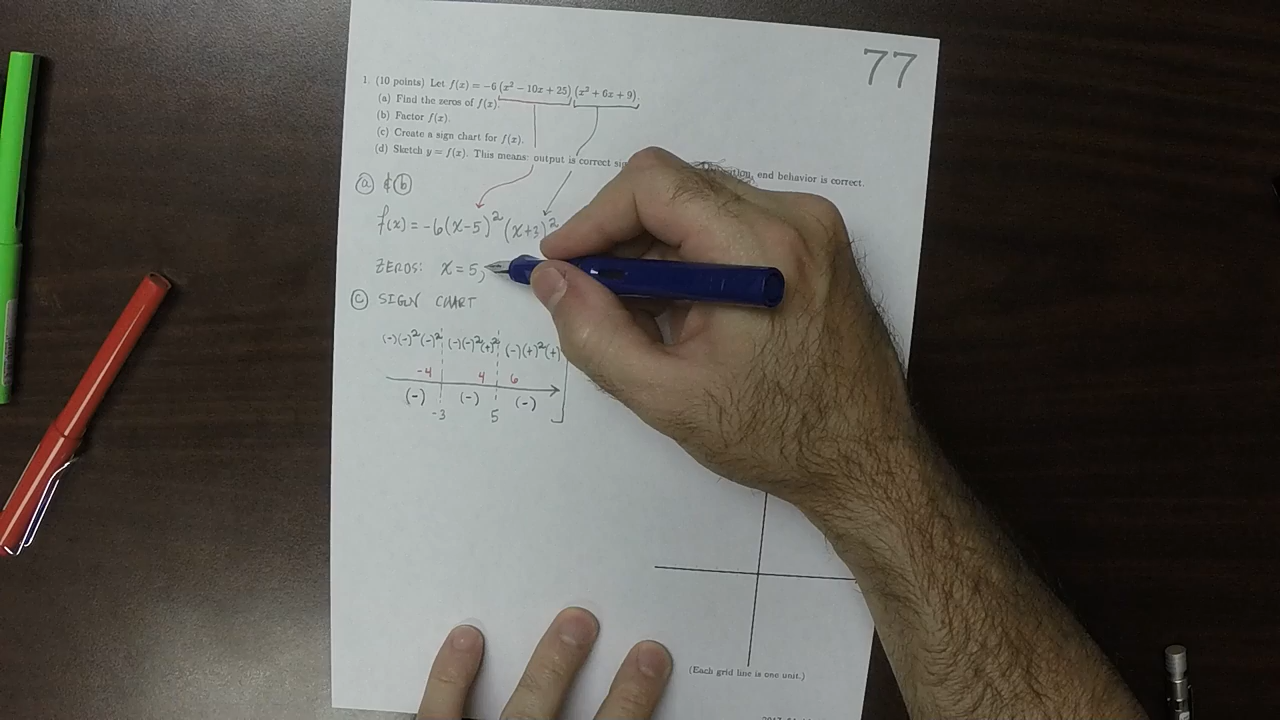 77
1. (10 points) Let f(x) = −6 (x² − 10x + 25) (x² + 6x + 9).
(a) Find the zeros of f(x).
(b) Factor f(x).
(c) Create a sign chart for f(x).
(d) Sketch y = f(x). This means: output is correct end behavior is correct.
(a) & (b)
f(x) = -6(x-5)² (x+3)²
ZEROS: x = 5,
(c) SIGN CHART
(-)(-)²(-)² (-)(-)²(+)² (-)(+)²(+)
-4 4 6
(-) (-) (-)
-3 5
(Each grid line is one unit.)